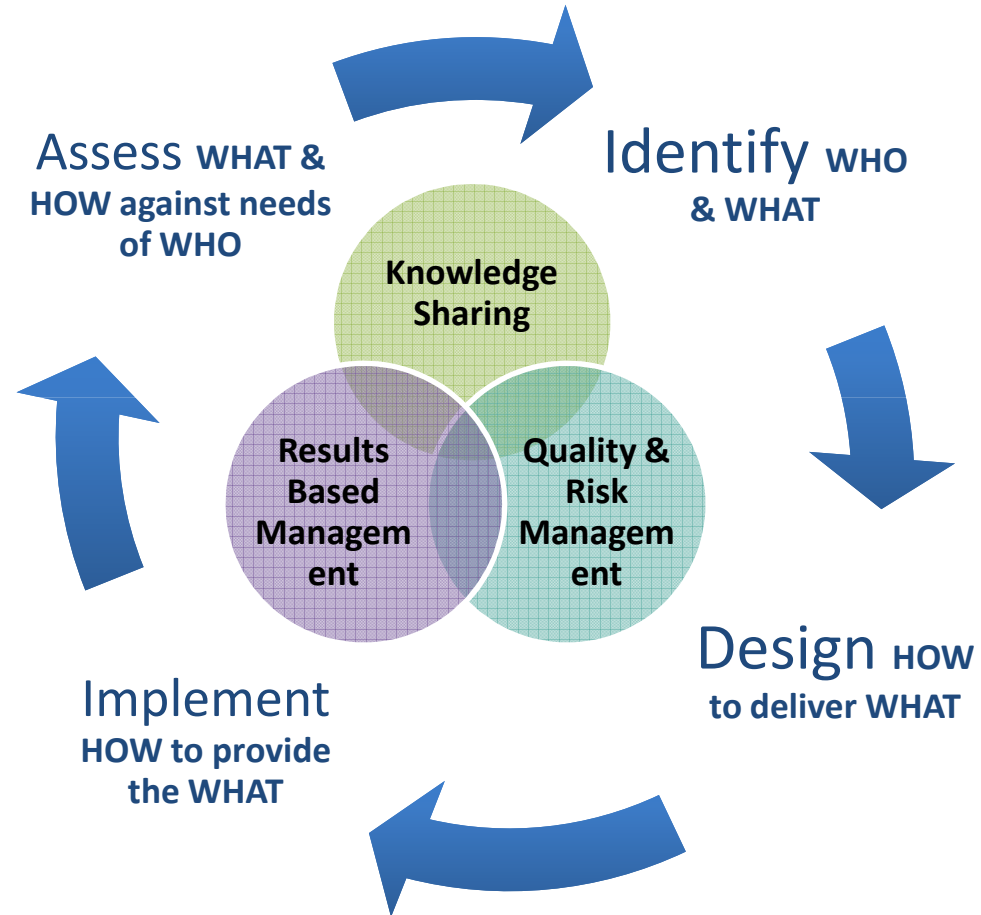 Assess WHAT &
HOW against needs
of WHO
Identify WHO
& WHAT
Knowledge
Sharing
Results
Based
Managem
ent
Quality &
Risk
Managem
ent
Design HOW
to deliver WHAT
Implement
HOW to provide
the WHAT